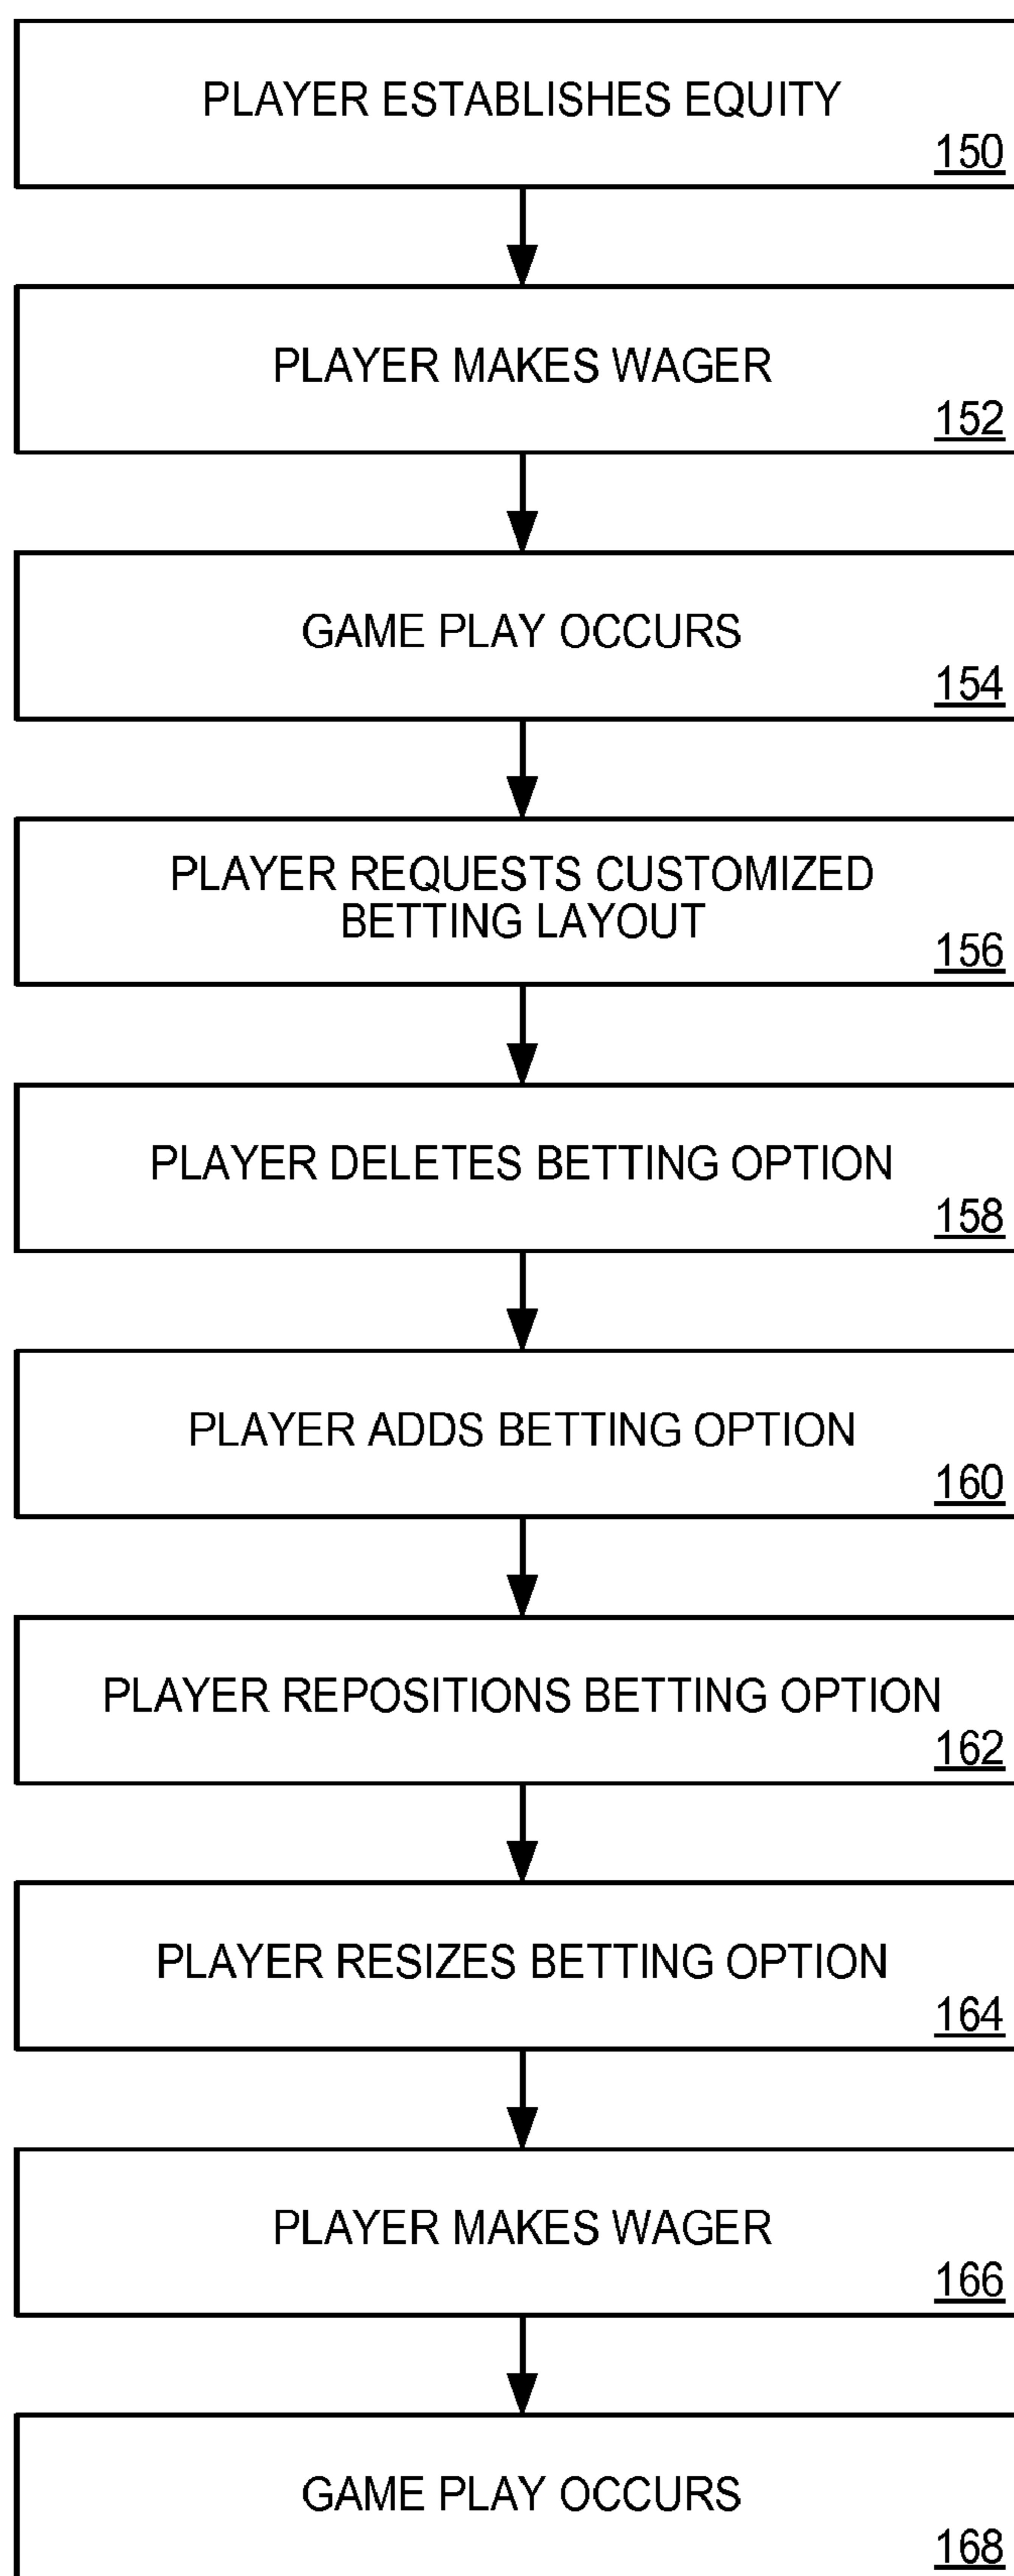 PLAYER ESTABLISHES EQUITY
150
PLAYER MAKES WAGER
152
GAME PLAY OCCURS
154
PLAYER REQUESTS CUSTOMIZED
BETTING LAYOUT
156
PLAYER DELETES BETTING OPTION
158
PLAYER ADDS BETTING OPTION
160
PLAYER REPOSITIONS BETTING OPTION
162
PLAYER RESIZES BETTING OPTION
164
PLAYER MAKES WAGER
166
GAME PLAY OCCURS
168